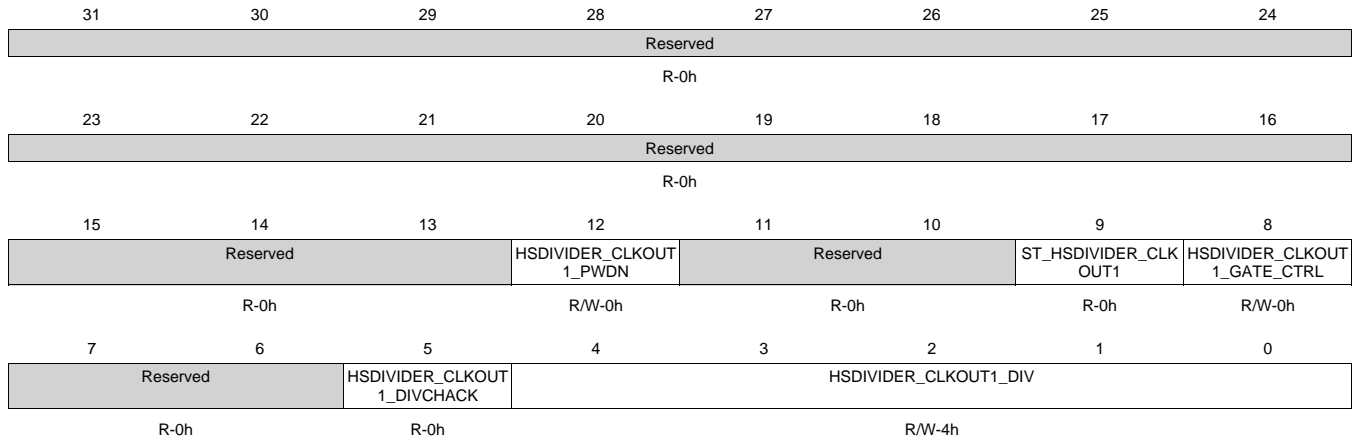 31 30 29 28 27 26 25 24
Reserved
R-0h
23 22 21 20 19 18 17 16
Reserved
R-0h
15 14 13 12 11 10 9 8
Reserved HSDIVIDER_CLKOUT Reserved ST_HSDIVIDER_CLK HSDIVIDER_CLKOUT
1_PWDN OUT1 1_GATE_CTRL
R-0h R/W-0h R-0h R-0h R/W-0h
7 6 5 4 3 2 1 0
Reserved HSDIVIDER_CLKOUT HSDIVIDER_CLKOUT1_DIV
1_DIVCHACK
R-0h R-0h R/W-4h